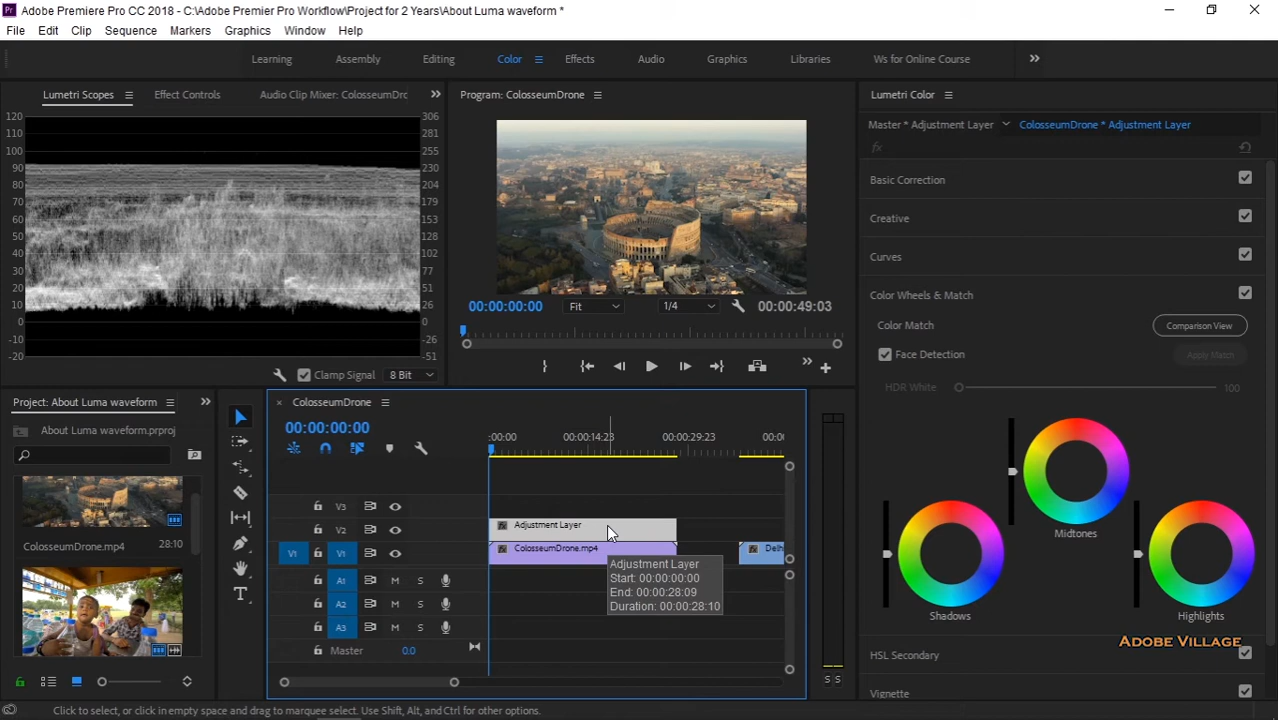 Adobe Premier Pro CC 2018 - C:\Adobe Premier Pro Workflow\Project for 2 Years\About Luma waveform *
File Edit Clip Sequence Markers Graphics Window Help
Learning Assembly Editing Color Effects Audio Graphics Libraries Ws for Online Course
Lumetri Scopes Effect Controls Audio Clip Mixer: ColosseumDrc
120 306
110 281
100 255
90 230
80 204
70 179
60 153
50 128
40 102
30 77
20 51
10 26
0 0
-10 -26
-20 -51
Clamp Signal 8 Bit
Program: ColosseumDrone
00:00:00:00 Fit 1/4 00:00:49:03
Lumetri Color
Master * Adjustment Layer ColosseumDrone * Adjustment Layer
fx
Basic Correction
Creative
Curves
Color Wheels & Match
Color Match Comparison View
Face Detection Apply Match
HDR White 100
Midtones
Shadows Highlights
ADOBE VILLAGE
HSL Secondary
Vignette
Project: About Luma waveform
About Luma waveform.prproj
ColosseumDrone.mp4 28:10
ColosseumDrone
00:00:00:00
:00:00 00:00:14:23 00:00:29:23 00:0
V3
V2 Adjustment Layer
V1 V1 ColosseumDrone.mp4 Delh
Adjustment Layer
Start: 00:00:00:00
End: 00:00:28:09
Duration: 00:00:28:10
A1 M S
A2 M S
A3 M S
Master 0.0
S S
Click to select, or click in empty space and drag to marquee select. Use Shift, Alt, and Ctrl for other options.